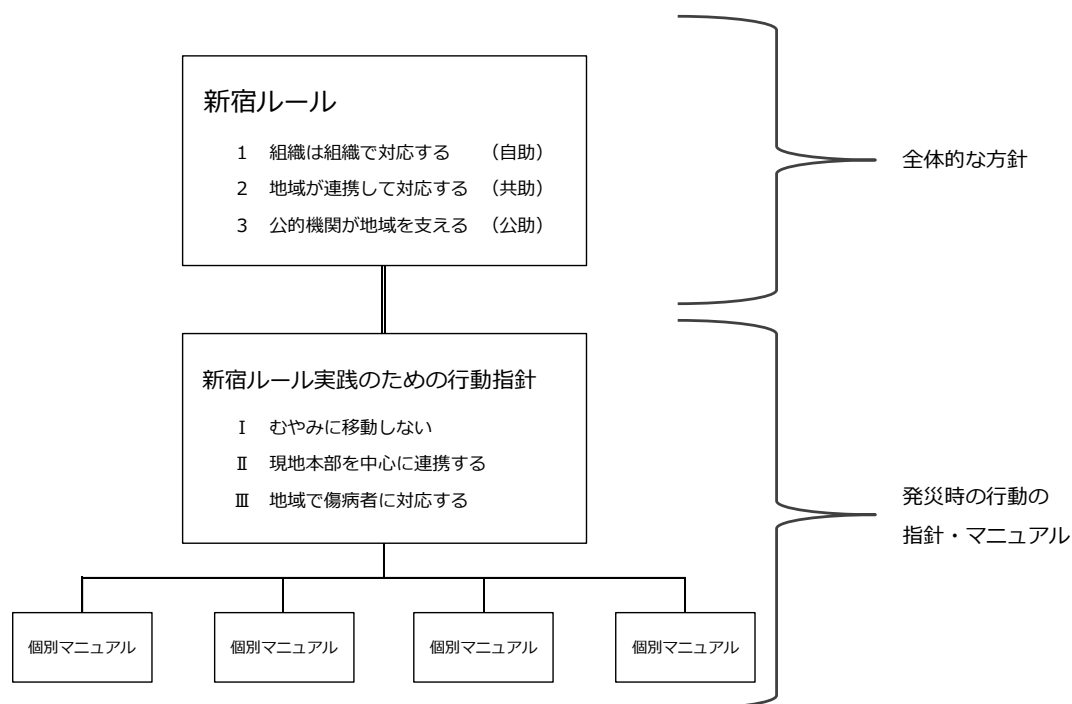 新宿ルール
1 組織は組織で対応する （自助）
2 地域が連携して対応する （共助）
3 公的機関が地域を支える （公助）
全体的な方針
新宿ルール実践のための行動指針
Ⅰ むやみに移動しない
Ⅱ 現地本部を中心に連携する
Ⅲ 地域で傷病者に対応する
発災時の行動の
指針・マニュアル
個別マニュアル
個別マニュアル
個別マニュアル
個別マニュアル